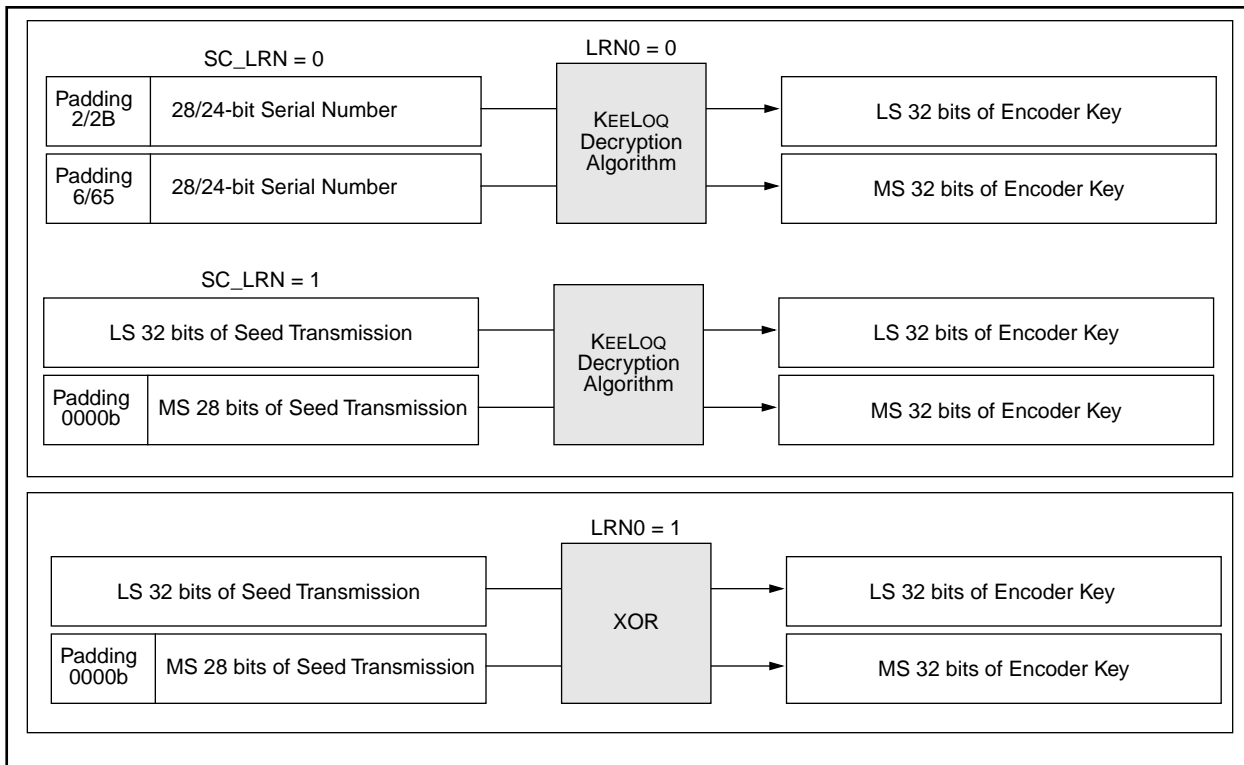 SC_LRN = 0
LRN0 = 0
Padding
2/2B
28/24-bit Serial Number
KEELOQ
Decryption
Algorithm
LS 32 bits of Encoder Key
Padding
6/65
28/24-bit Serial Number
MS 32 bits of Encoder Key
SC_LRN = 1
LS 32 bits of Seed Transmission
KEELOQ
Decryption
Algorithm
LS 32 bits of Encoder Key
Padding
0000b
MS 28 bits of Seed Transmission
MS 32 bits of Encoder Key
LRN0 = 1
LS 32 bits of Seed Transmission
XOR
LS 32 bits of Encoder Key
Padding
0000b
MS 28 bits of Seed Transmission
MS 32 bits of Encoder Key